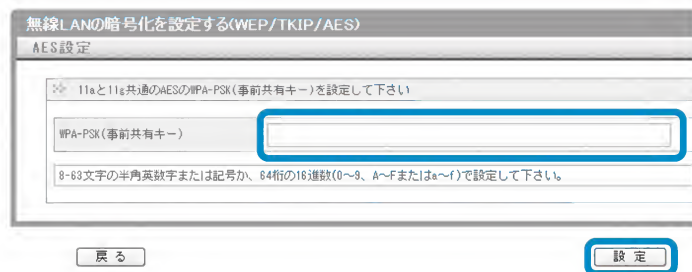 無線LANの暗号化を設定する(WEP/TKIP/AES)
AES設定
11aと11g共通のAESのWPA-PSK(事前共有キー)を設定して下さい
WPA-PSK(事前共有キー)
8-63文字の半角英数字または記号か、64桁の16進数(0～9、A～Fまたはa～f)で設定して下さい。
戻る
設定